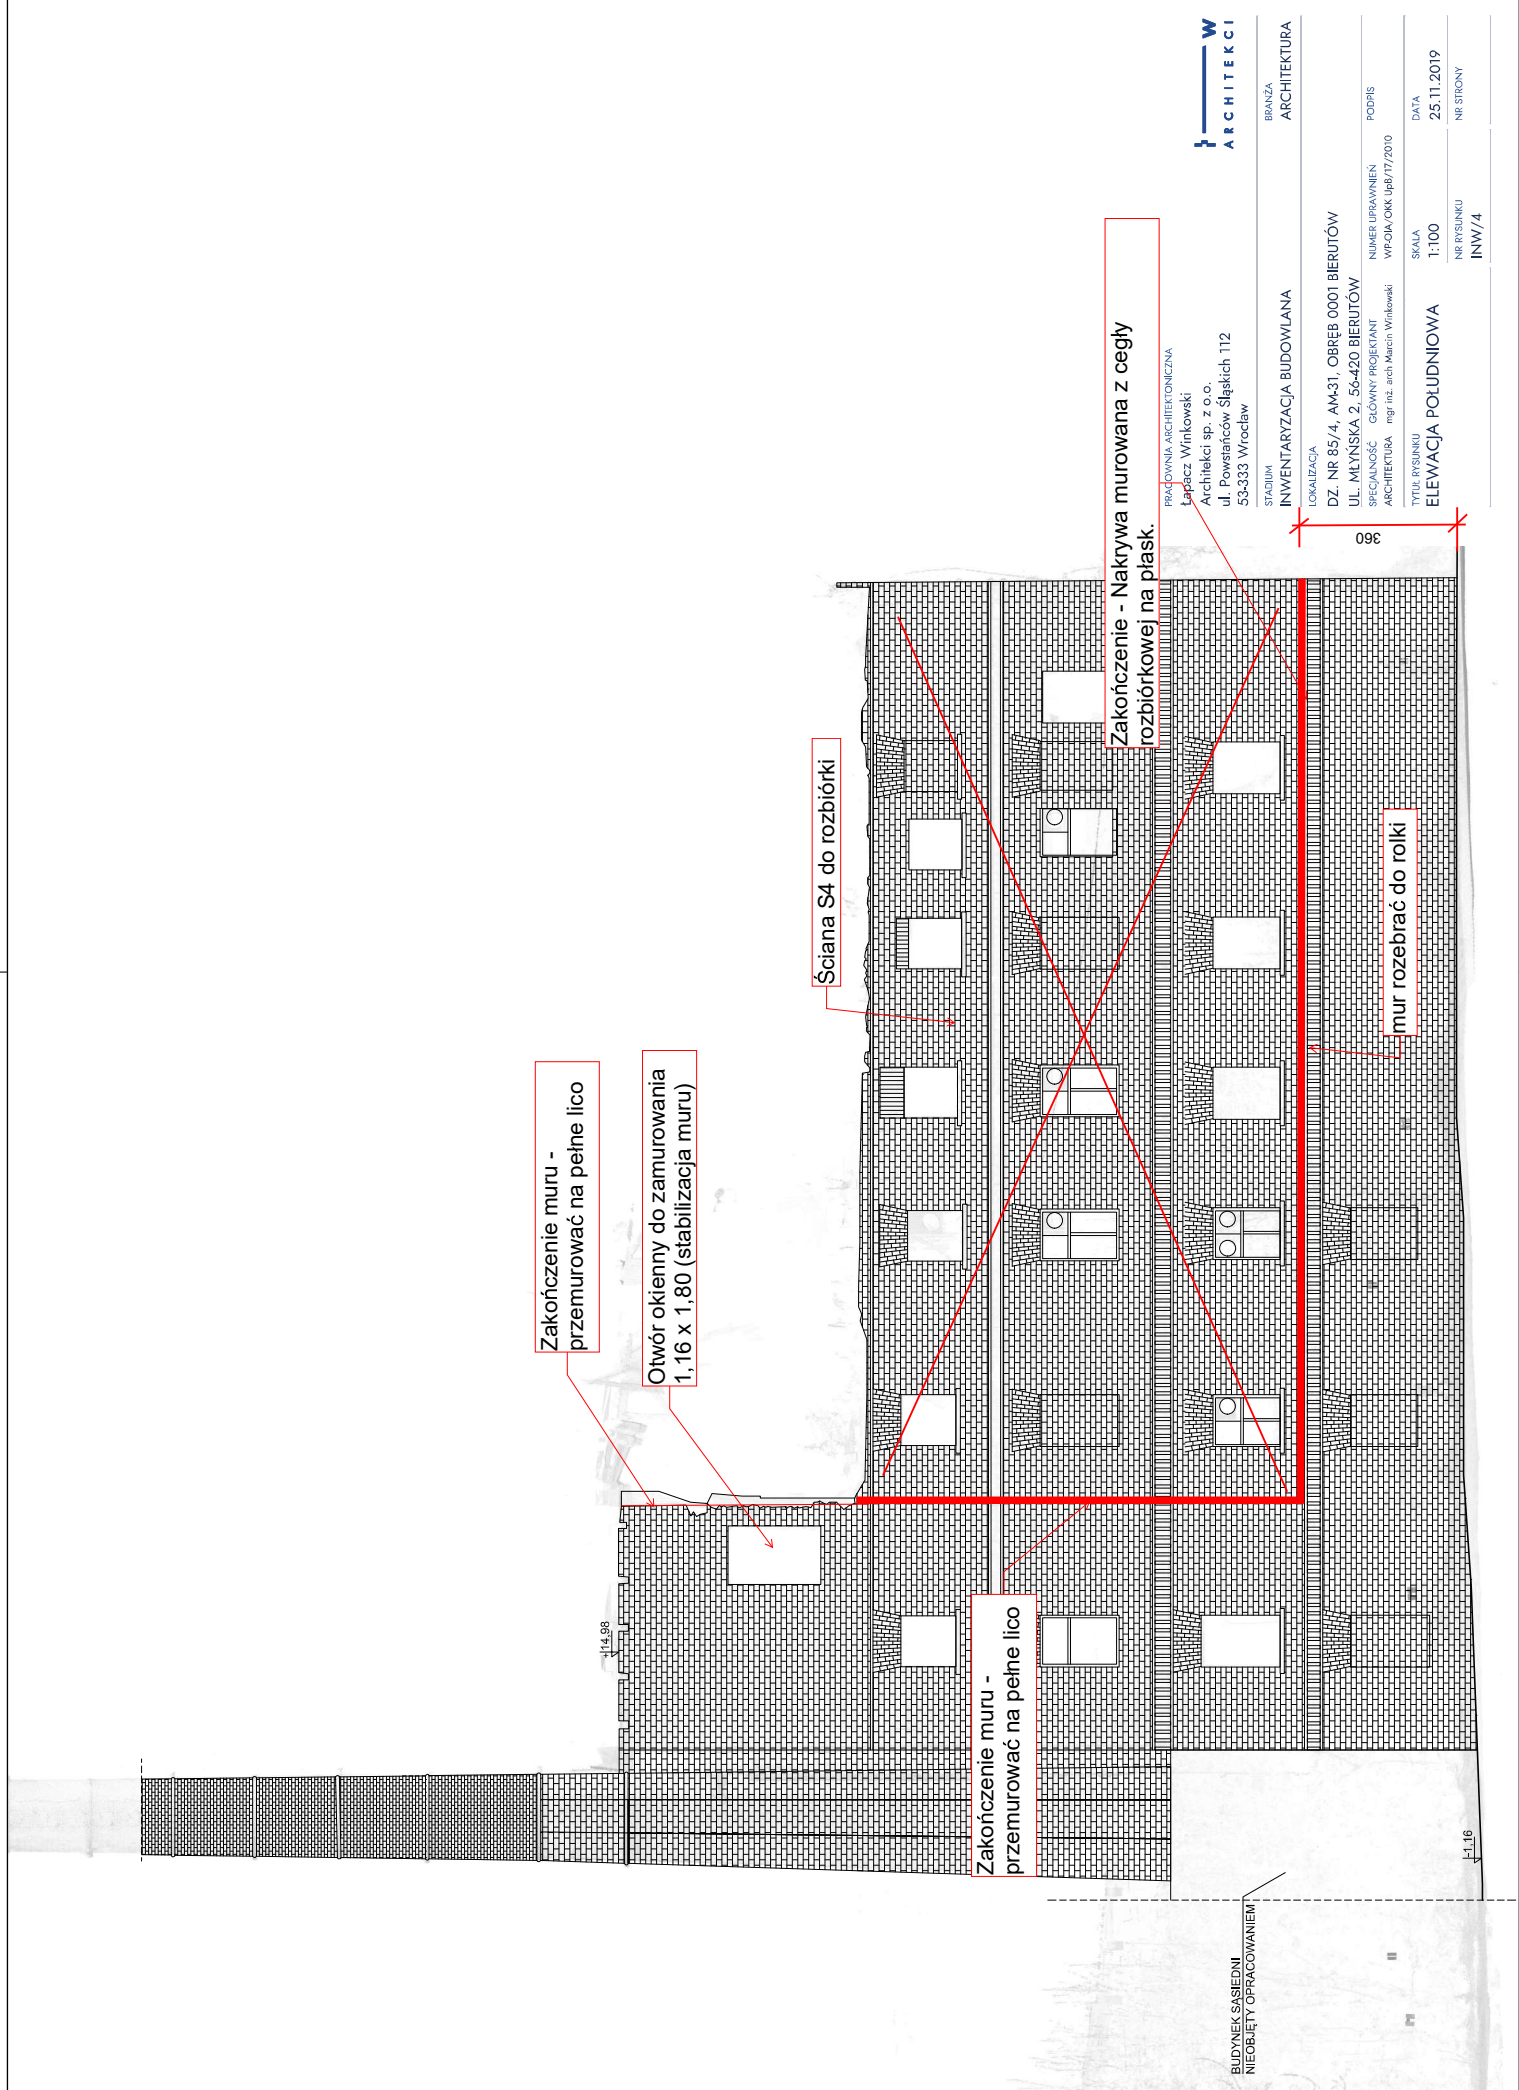 Zakończenie muru -
przemurować na pełne lico
Otwór okienny do zamurowania
1,16 x 1,80 (stabilizacja muru)
Ściana S4 do rozbiórki
+14,98
Zakończenie muru -
przemurować na pełne lico
Zakończenie - Nakrywa murowana z cegły
rozbiórkowej na płask.
mur rozebrać do rolki
360
-1,16
BUDYNEK SĄSIEDNI
NIEOBJĘTY OPRACOWANIEM
W
ARCHITEKCI
PRACOWNIA ARCHITEKTONICZNA
Łapacz Winkowski
Architekci sp. z o.o.
ul. Powstańców Śląskich 112
53-333 Wrocław
STADIUM
INWENTARYZACJA BUDOWLANA
BRANŻA
ARCHITEKTURA
LOKALIZACJA
DZ. NR 85/4, AM-31, OBRĘB 0001 BIERUTÓW
UL. MŁYŃSKA 2, 56-420 BIERUTÓW
SPECJALNOŚĆ GŁÓWNY PROJEKTANT NUMER UPRAWNIEŃ PODPIS
ARCHITEKTURA mgr inż. arch Marcin Winkowski WP-OIA/OKK UpB/17/2010
TYTUŁ RYSUNKU
ELEWACJA POŁUDNIOWA
SKALA
1:100
DATA
25.11.2019
NR RYSUNKU
INW/4
NR STRONY